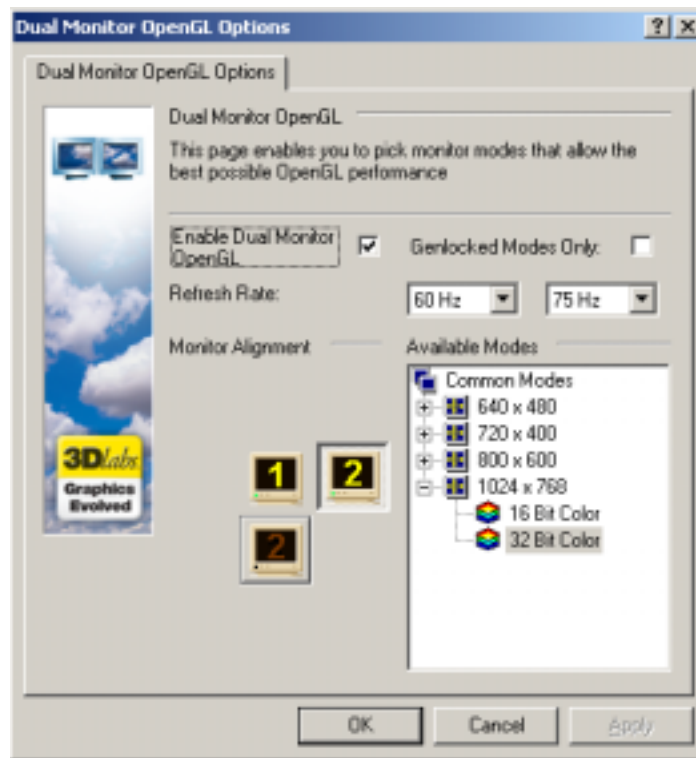 Dual Monitor OpenGL Options
Dual Monitor OpenGL Options
Dual Monitor OpenGL
This page enables you to pick monitor modes that allow the
best possible OpenGL performance
Enable Dual Monitor
OpenGL
Genlocked Modes Only:
Refresh Rate:
60 Hz
75 Hz
Monitor Alignment
Available Modes
Common Modes
640 x 480
720 x 400
800 x 600
1024 x 768
16 Bit Color
32 Bit Color
1
2
2
3Dlabs
Graphics
Evolved
OK
Cancel
Apply